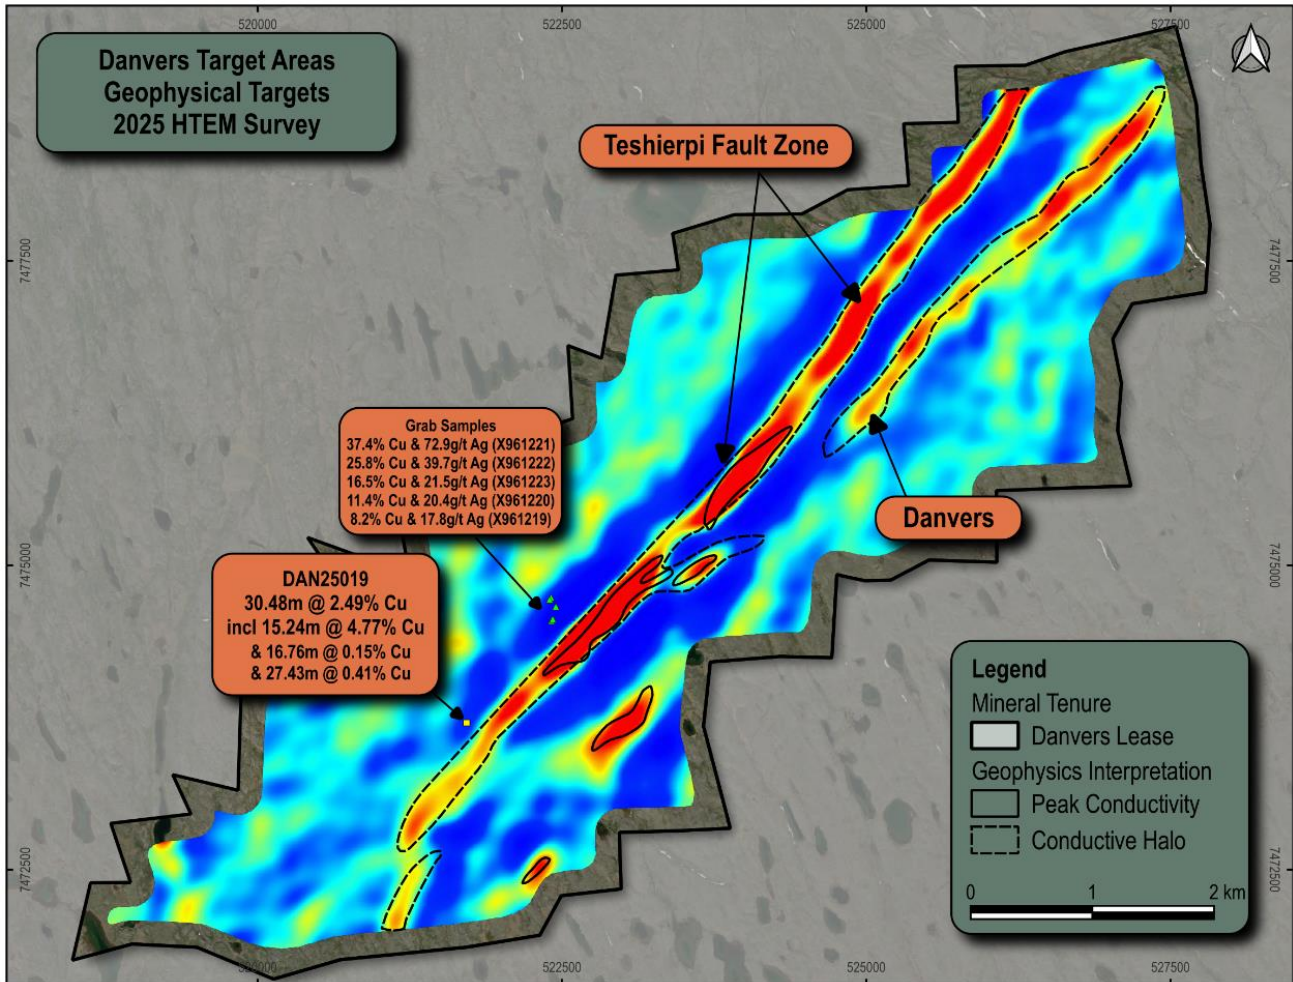 520000
522500
525000
527500
Danvers Target Areas
Geophysical Targets
2025 HTEM Survey
Teshierpi Fault Zone
7477500
7477500
Grab Samples
37.4% Cu & 72.9g/t Ag (X961221)
25.8% Cu & 39.7g/t Ag (X961222)
16.5% Cu & 21.5g/t Ag (X961223)
11.4% Cu & 20.4g/t Ag (X961220)
8.2% Cu & 17.8g/t Ag (X961219)
Danvers
7475000
7475000
DAN25019
30.48m @ 2.49% Cu
incl 15.24m @ 4.77% Cu
& 16.76m @ 0.15% Cu
& 27.43m @ 0.41% Cu
Legend
Mineral Tenure
Danvers Lease
Geophysics Interpretation
Peak Conductivity
Conductive Halo
0 1 2 km
7472500
7472500
520000
522500
525000
527500